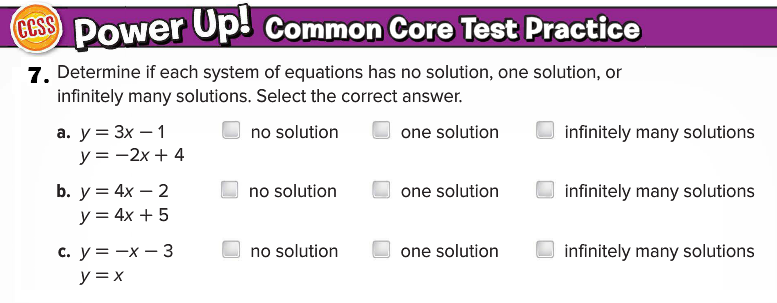 CCSS Power Up! Common Core Test Practice
7. Determine if each system of equations has no solution, one solution, or
infinitely many solutions. Select the correct answer.
a. y = 3x − 1 no solution one solution infinitely many solutions
y = −2x + 4
b. y = 4x − 2 no solution one solution infinitely many solutions
y = 4x + 5
c. y = −x − 3 no solution one solution infinitely many solutions
y = x